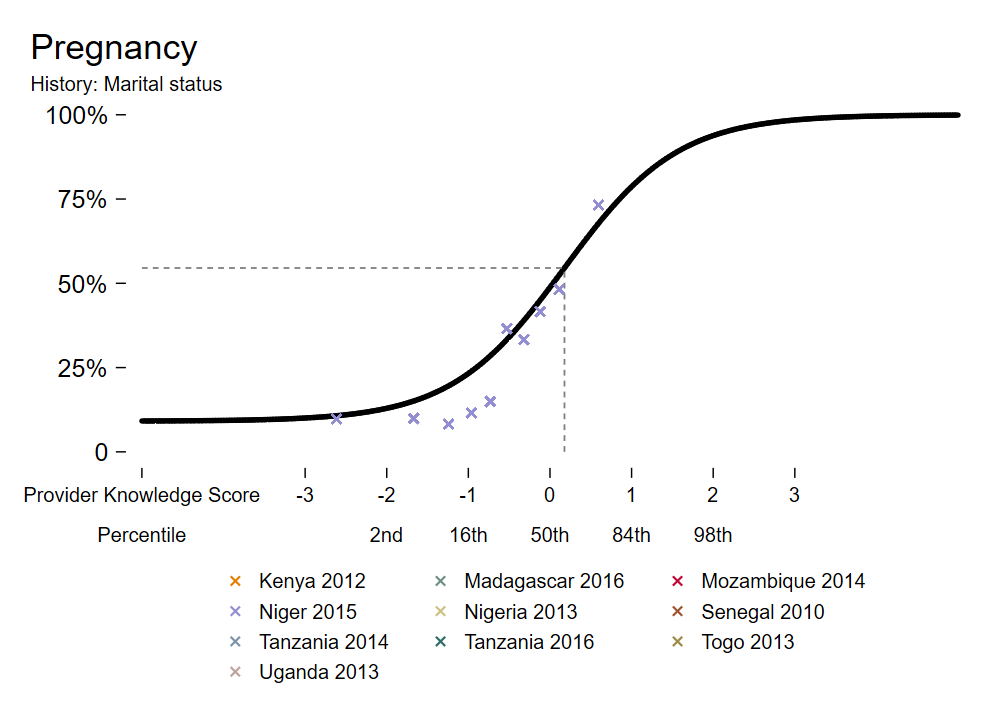 Pregnancy
History: Marital status
100%
75%
50%
25%
0
Provider Knowledge Score -3 -2 -1 0 1 2 3
Percentile 2nd 16th 50th 84th 98th
Kenya 2012 Madagascar 2016 Mozambique 2014
Niger 2015 Nigeria 2013 Senegal 2010
Tanzania 2014 Tanzania 2016 Togo 2013
Uganda 2013